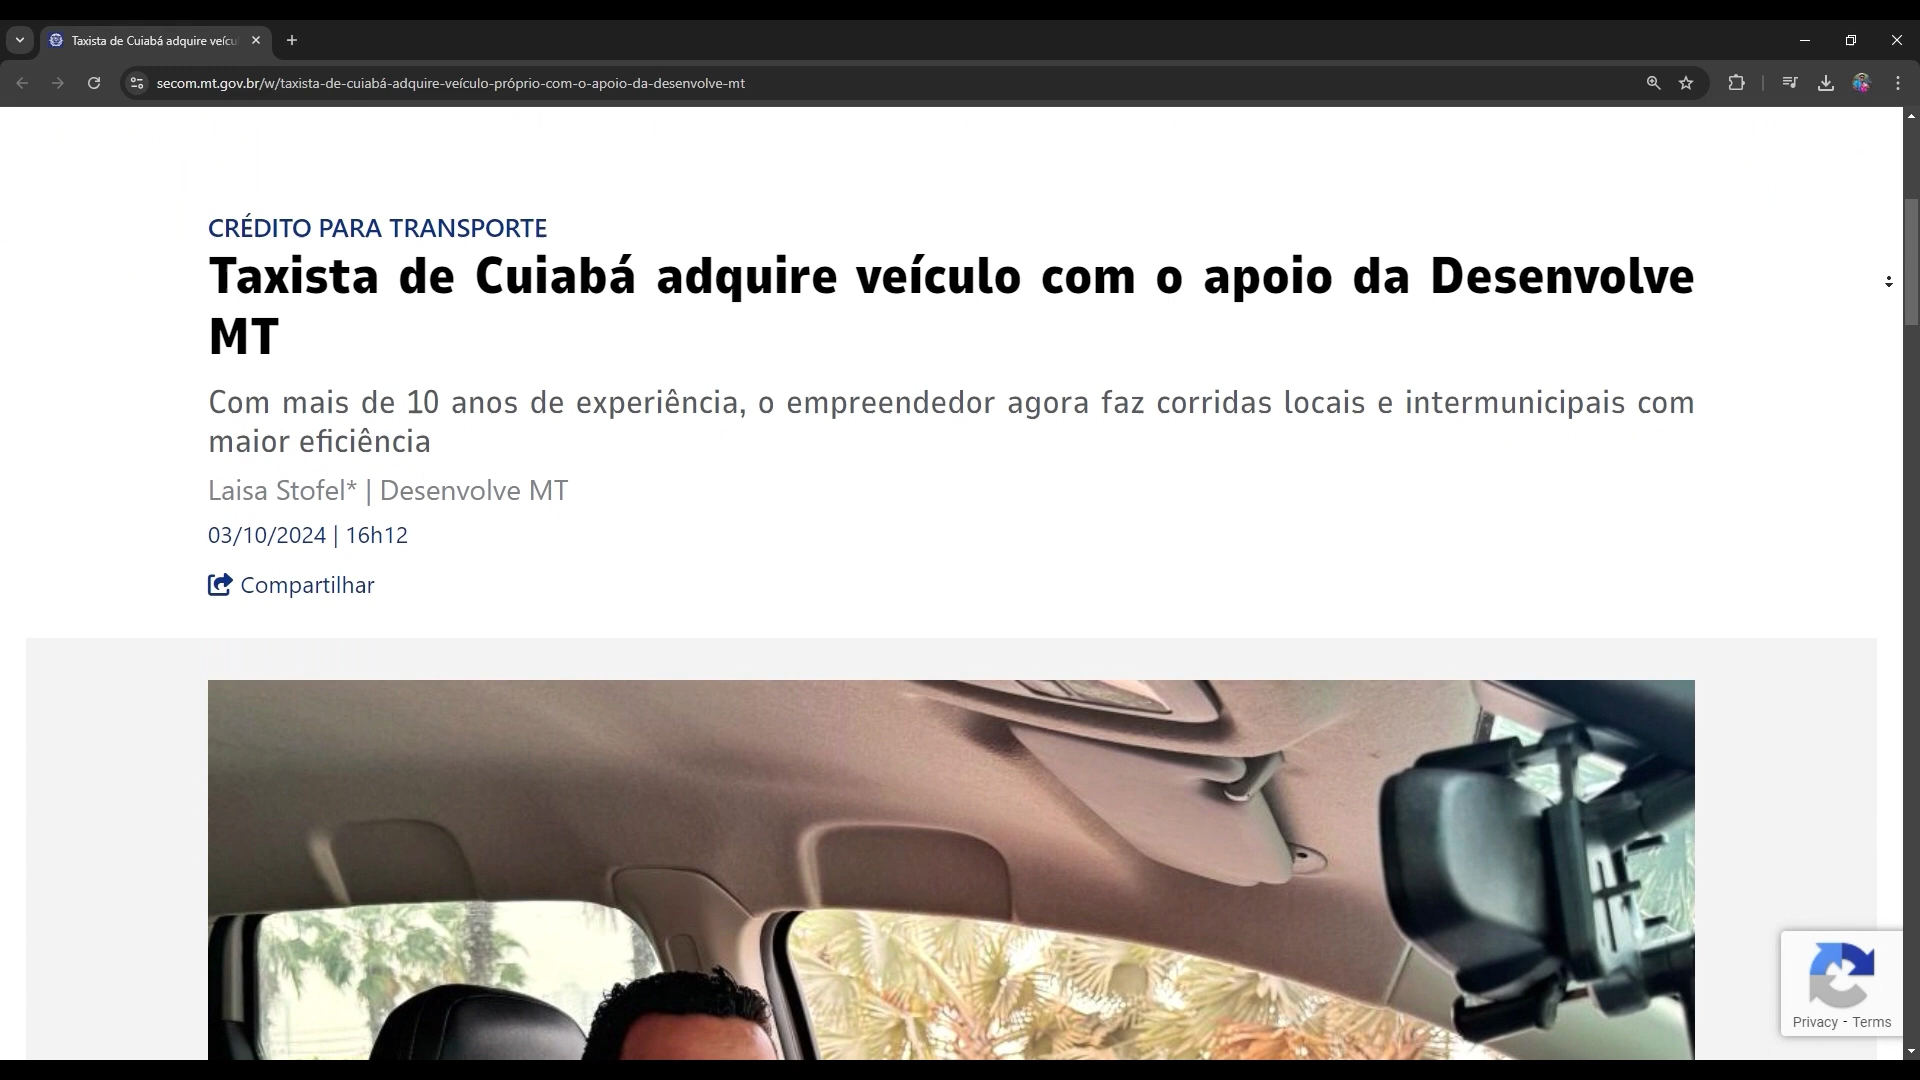 Taxista de Cuiabá adquire veícu
secom.mt.gov.br/w/taxista-de-cuiabá-adquire-veículo-próprio-com-o-apoio-da-desenvolve-mt
CRÉDITO PARA TRANSPORTE
Taxista de Cuiabá adquire veículo com o apoio da Desenvolve
MT
Com mais de 10 anos de experiência, o empreendedor agora faz corridas locais e intermunicipais com
maior eficiência
Laisa Stofel* | Desenvolve MT
03/10/2024 | 16h12
Compartilhar
Privacy - Terms